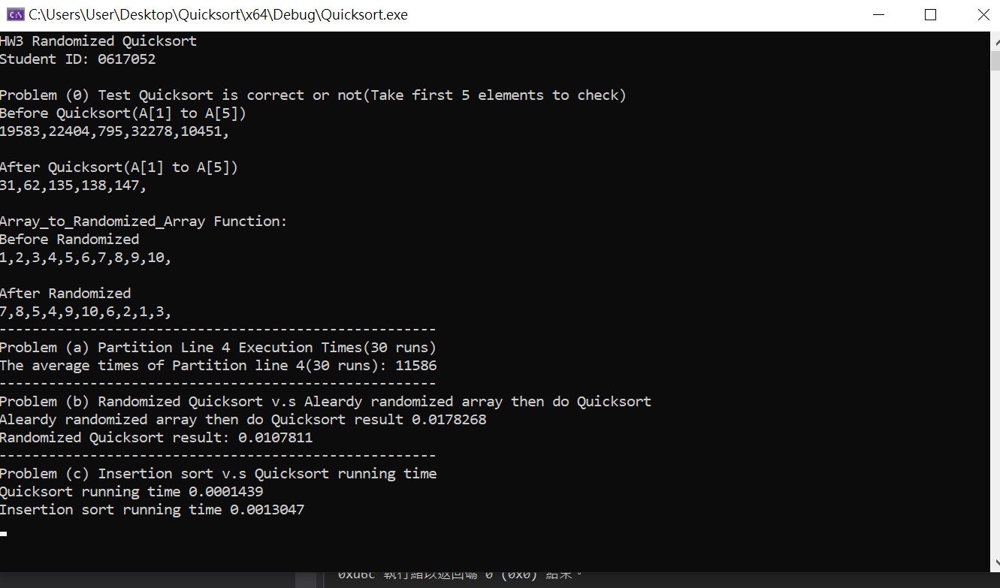 C:\Users\User\Desktop\Quicksort\x64\Debug\Quicksort.exe
HW3 Randomized Quicksort
Student ID: 0617052
Problem (0) Test Quicksort is correct or not(Take first 5 elements to check)
Before Quicksort(A[1] to A[5])
19583,22404,795,32278,10451,
After Quicksort(A[1] to A[5])
31,62,135,138,147,
Array_to_Randomized_Array Function:
Before Randomized
1,2,3,4,5,6,7,8,9,10,
After Randomized
7,8,5,4,9,10,6,2,1,3,
-----------------------------------------------------
Problem (a) Partition Line 4 Execution Times(30 runs)
The average times of Partition line 4(30 runs): 11586
-----------------------------------------------------
Problem (b) Randomized Quicksort v.s Aleardy randomized array then do Quicksort
Aleardy randomized array then do Quicksort result 0.0178268
Randomized Quicksort result: 0.0107811
-----------------------------------------------------
Problem (c) Insertion sort v.s Quicksort running time
Quicksort running time 0.0001439
Insertion sort running time 0.0013047
0 (0x0) 結束。